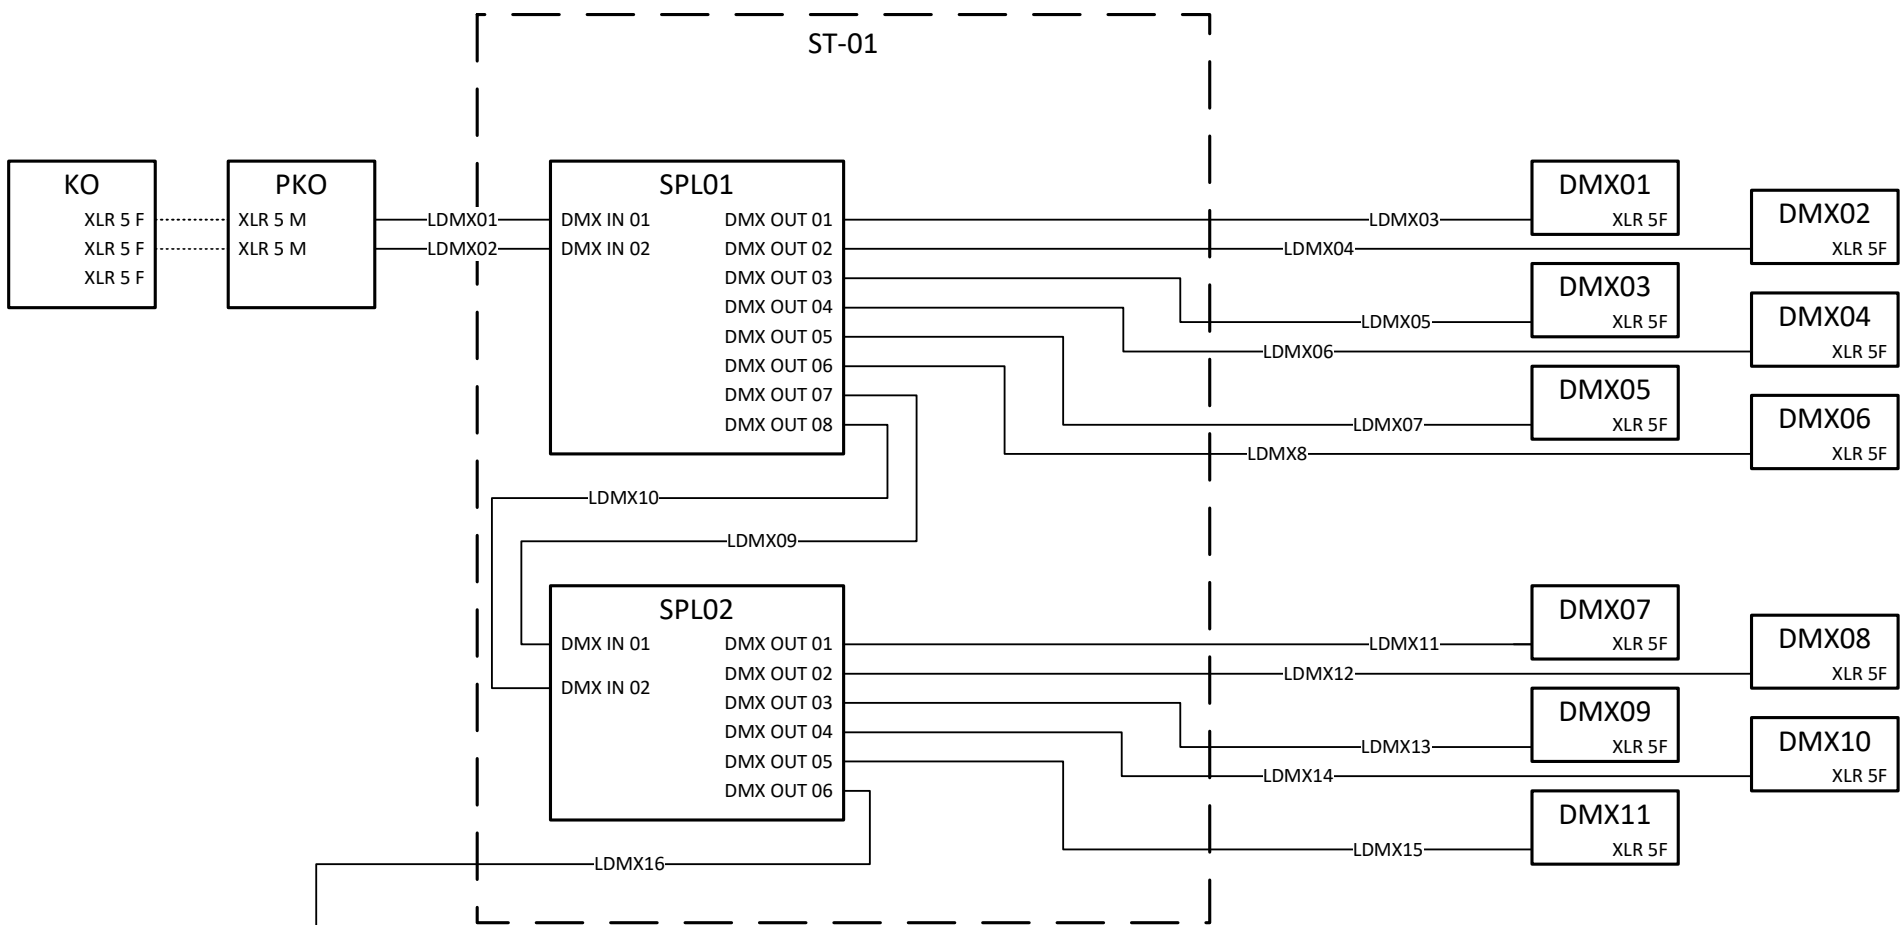 ST-01
KO
XLR 5 F
XLR 5 F
XLR 5 F
PKO
XLR 5 M
XLR 5 M
LDMX01
LDMX02
SPL01
DMX IN 01
DMX IN 02
DMX OUT 01
DMX OUT 02
DMX OUT 03
DMX OUT 04
DMX OUT 05
DMX OUT 06
DMX OUT 07
DMX OUT 08
LDMX03
LDMX04
LDMX05
LDMX06
LDMX07
LDMX8
DMX01
XLR 5F
DMX02
XLR 5F
DMX03
XLR 5F
DMX04
XLR 5F
DMX05
XLR 5F
DMX06
XLR 5F
LDMX10
LDMX09
SPL02
DMX IN 01
DMX IN 02
DMX OUT 01
DMX OUT 02
DMX OUT 03
DMX OUT 04
DMX OUT 05
DMX OUT 06
LDMX11
LDMX12
LDMX13
LDMX14
LDMX15
DMX07
XLR 5F
DMX08
XLR 5F
DMX09
XLR 5F
DMX10
XLR 5F
DMX11
XLR 5F
LDMX16